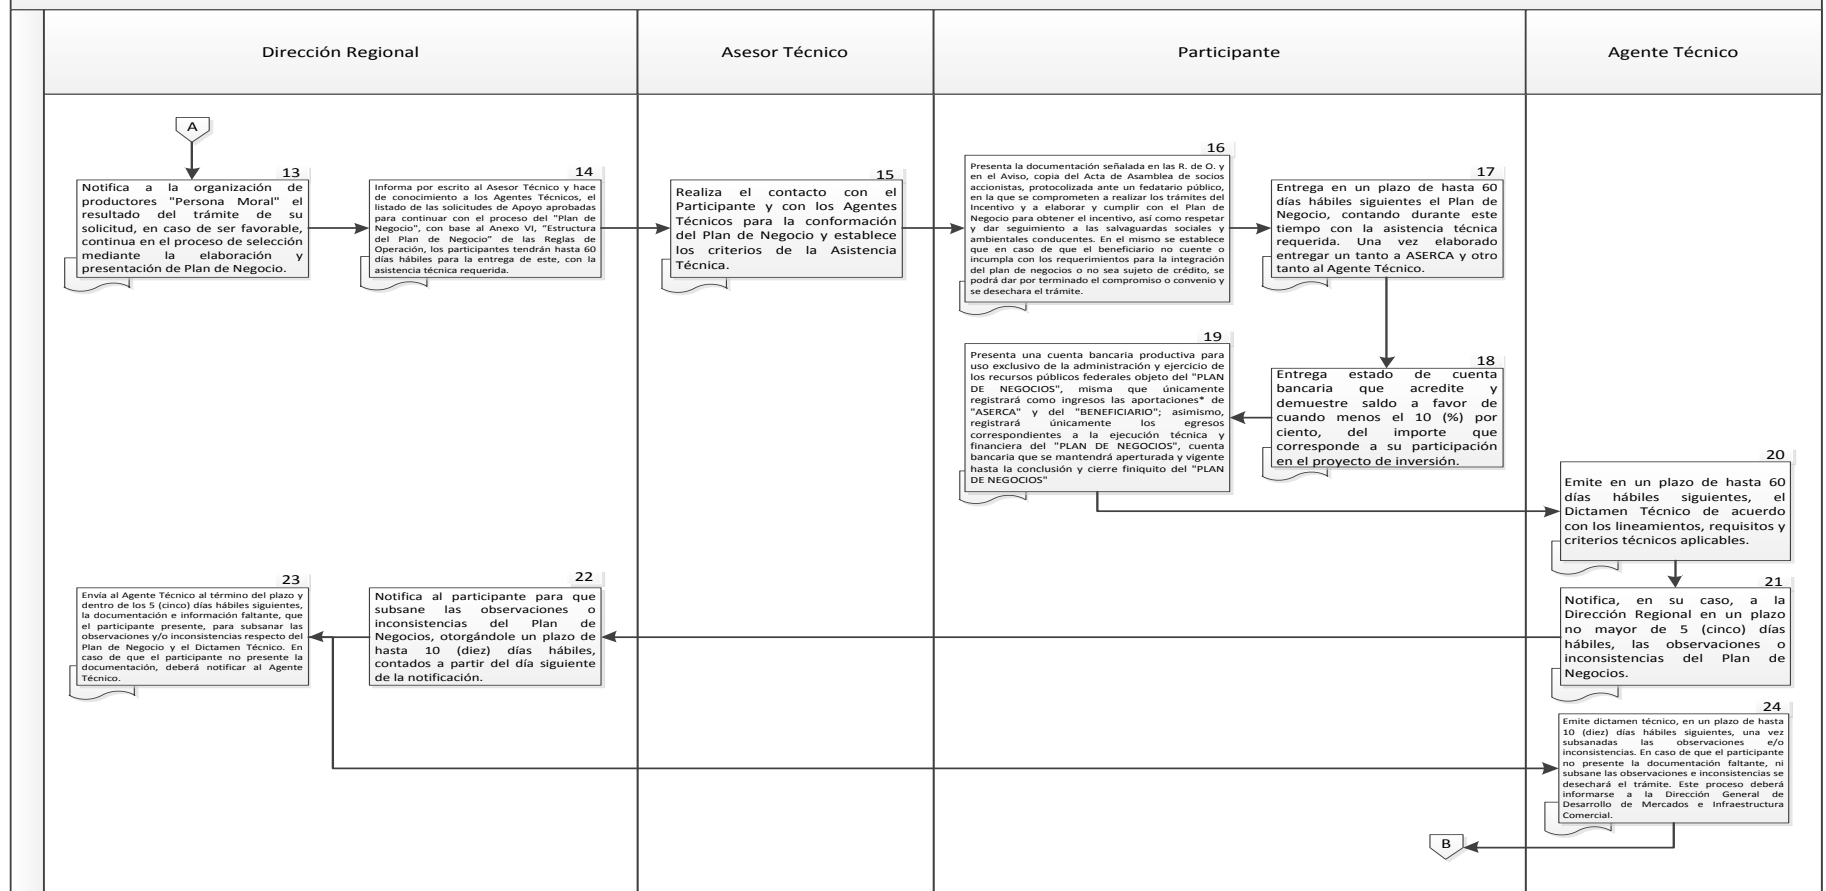 Dirección Regional
Asesor Técnico
Participante
Agente Técnico
A
13
Notifica a la organización de
productores "Persona Moral" el
resultado del trámite de su
solicitud, en caso de ser favorable,
continua en el proceso de selección
mediante la elaboración y
presentación de Plan de Negocio.
14
Informa por escrito al Asesor Técnico y hace
de conocimiento a los Agentes Técnicos, el
listado de las solicitudes de Apoyo aprobadas
para continuar con el proceso del "Plan de
Negocio", con base al Anexo VI, "Estructura
del Plan de Negocio" de las Reglas de
Operación, los participantes tendrán hasta 60
días hábiles para la entrega de este, con la
asistencia técnica requerida.
15
Realiza el contacto con el
Participante y con los Agentes
Técnicos para la conformación
del Plan de Negocio y establece
los criterios de la Asistencia
Técnica.
16
Presenta la documentación señalada en las R. de O. y
en el Aviso, copia del Acta de Asamblea de socios
accionistas, protocolizada ante un fedatario público,
en la que se comprometen a realizar los trámites del
Incentivo y a elaborar y cumplir con el Plan de
Negocio para obtener el incentivo, así como respetar
y dar seguimiento a las salvaguardas sociales y
ambientales conducentes. En el mismo se establece
que en caso de que el beneficiario no cuente o
incumpla con los requerimientos para la integración
del plan de negocios o no sea sujeto de crédito, se
podrá dar por terminado el compromiso o convenio y
se desechara el trámite.
17
Entrega en un plazo de hasta 60
días hábiles siguientes el Plan de
Negocio, contando durante este
tiempo con la asistencia técnica
requerida. Una vez elaborado
entregar un tanto a ASERCA y otro
tanto al Agente Técnico.
18
Entrega estado de cuenta
bancaria que acredite y
demuestre saldo a favor de
cuando menos el 10 (%) por
ciento, del importe que
corresponde a su participación
en el proyecto de inversión.
19
Presenta una cuenta bancaria productiva para
uso exclusivo de la administración y ejercicio de
los recursos públicos federales objeto del "PLAN
DE NEGOCIOS", misma que únicamente
registrará como ingresos las aportaciones* de
"ASERCA" y del "BENEFICIARIO"; asimismo,
registrará únicamente los egresos
correspondientes a la ejecución técnica y
financiera del "PLAN DE NEGOCIOS", cuenta
bancaria que se mantendrá aperturada y vigente
hasta la conclusión y cierre finiquito del "PLAN
DE NEGOCIOS"
20
Emite en un plazo de hasta 60
días hábiles siguientes, el
Dictamen Técnico de acuerdo
con los lineamientos, requisitos y
criterios técnicos aplicables.
21
Notifica, en su caso, a la
Dirección Regional en un plazo
no mayor de 5 (cinco) días
hábiles, las observaciones o
inconsistencias del Plan de
Negocios.
22
Notifica al participante para que
subsane las observaciones o
inconsistencias del Plan de
Negocios, otorgándole un plazo de
hasta 10 (diez) días hábiles,
contados a partir del día siguiente
de la notificación.
23
Envía al Agente Técnico al término del plazo y
dentro de los 5 (cinco) días hábiles siguientes,
la documentación e información faltante, que
el participante presente, para subsanar las
observaciones y/o inconsistencias respecto del
Plan de Negocio y el Dictamen Técnico. En
caso de que el participante no presente la
documentación, deberá notificar al Agente
Técnico.
24
Emite dictamen técnico, en un plazo de hasta
10 (diez) días hábiles siguientes, una vez
subsanadas las observaciones e/o
inconsistencias. En caso de que el participante
no presente la documentación faltante, ni
subsane las observaciones e inconsistencias se
desechará el trámite. Este proceso deberá
informarse a la Dirección General de
Desarrollo de Mercados e Infraestructura
Comercial.
B